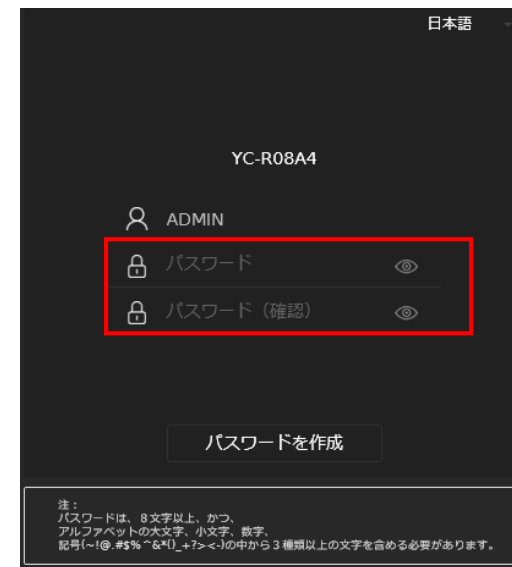 日本語
YC-R08A4
ADMIN
パスワード
パスワード（確認）
パスワードを作成
注：
パスワードは、8文字以上、かつ、
アルファベットの大文字、小文字、数字、
記号(~!@.#$%^&*()_+?><-)の中から３種類以上の文字を含める必要があります。